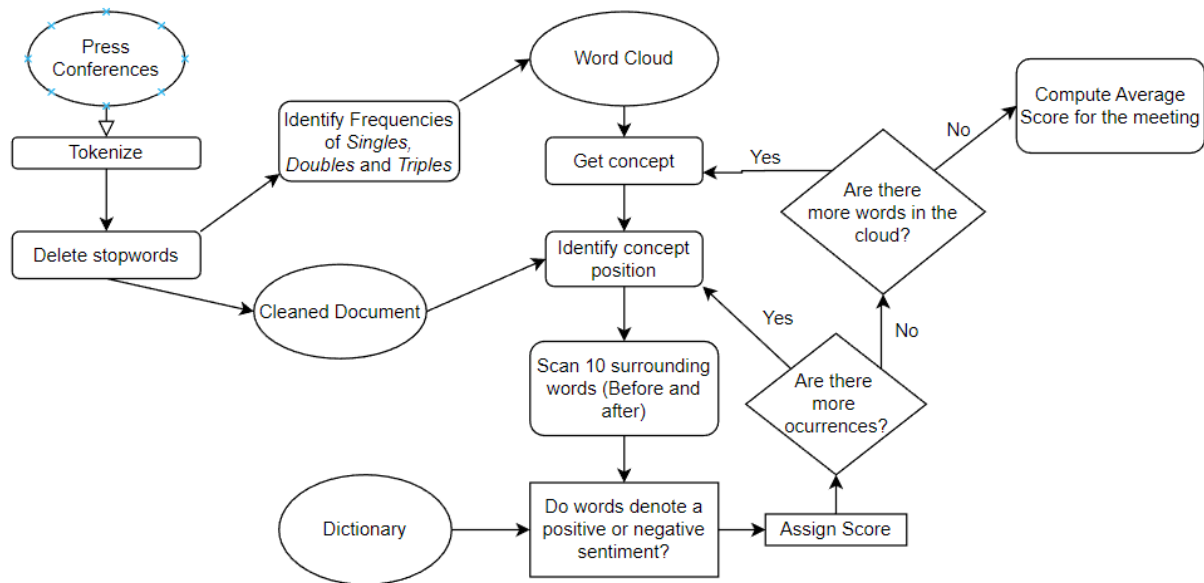 Press
Conferences
Tokenize
Delete stopwords
Identify Frequencies
of Singles,
Doubles and Triples
Cleaned Document
Word Cloud
Get concept
Identify concept
position
Scan 10 surrounding
words (Before and
after)
Dictionary
Do words denote a
positive or negative
sentiment?
Assign Score
Are there
more
ocurrences?
Yes
No
Are there
more words in the
cloud?
Yes
No
Compute Average
Score for the meeting